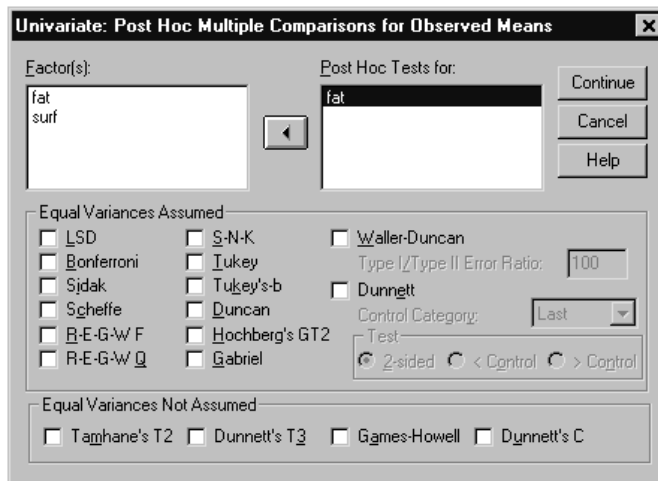 Univariate: Post Hoc Multiple Comparisons for Observed Means
Factor(s):
fat
surf
Post Hoc Tests for:
fat
Continue
Cancel
Help
Equal Variances Assumed
LSD
Bonferroni
Sidak
Scheffe
R-E-G-W F
R-E-G-W Q
S-N-K
Tukey
Tukey's-b
Duncan
Hochberg's GT2
Gabriel
Waller-Duncan
Type I/Type II Error Ratio: 100
Dunnett
Control Category: Last
Test
2-sided < Control > Control
Equal Variances Not Assumed
Tamhane's T2 Dunnett's T3 Games-Howell Dunnett's C